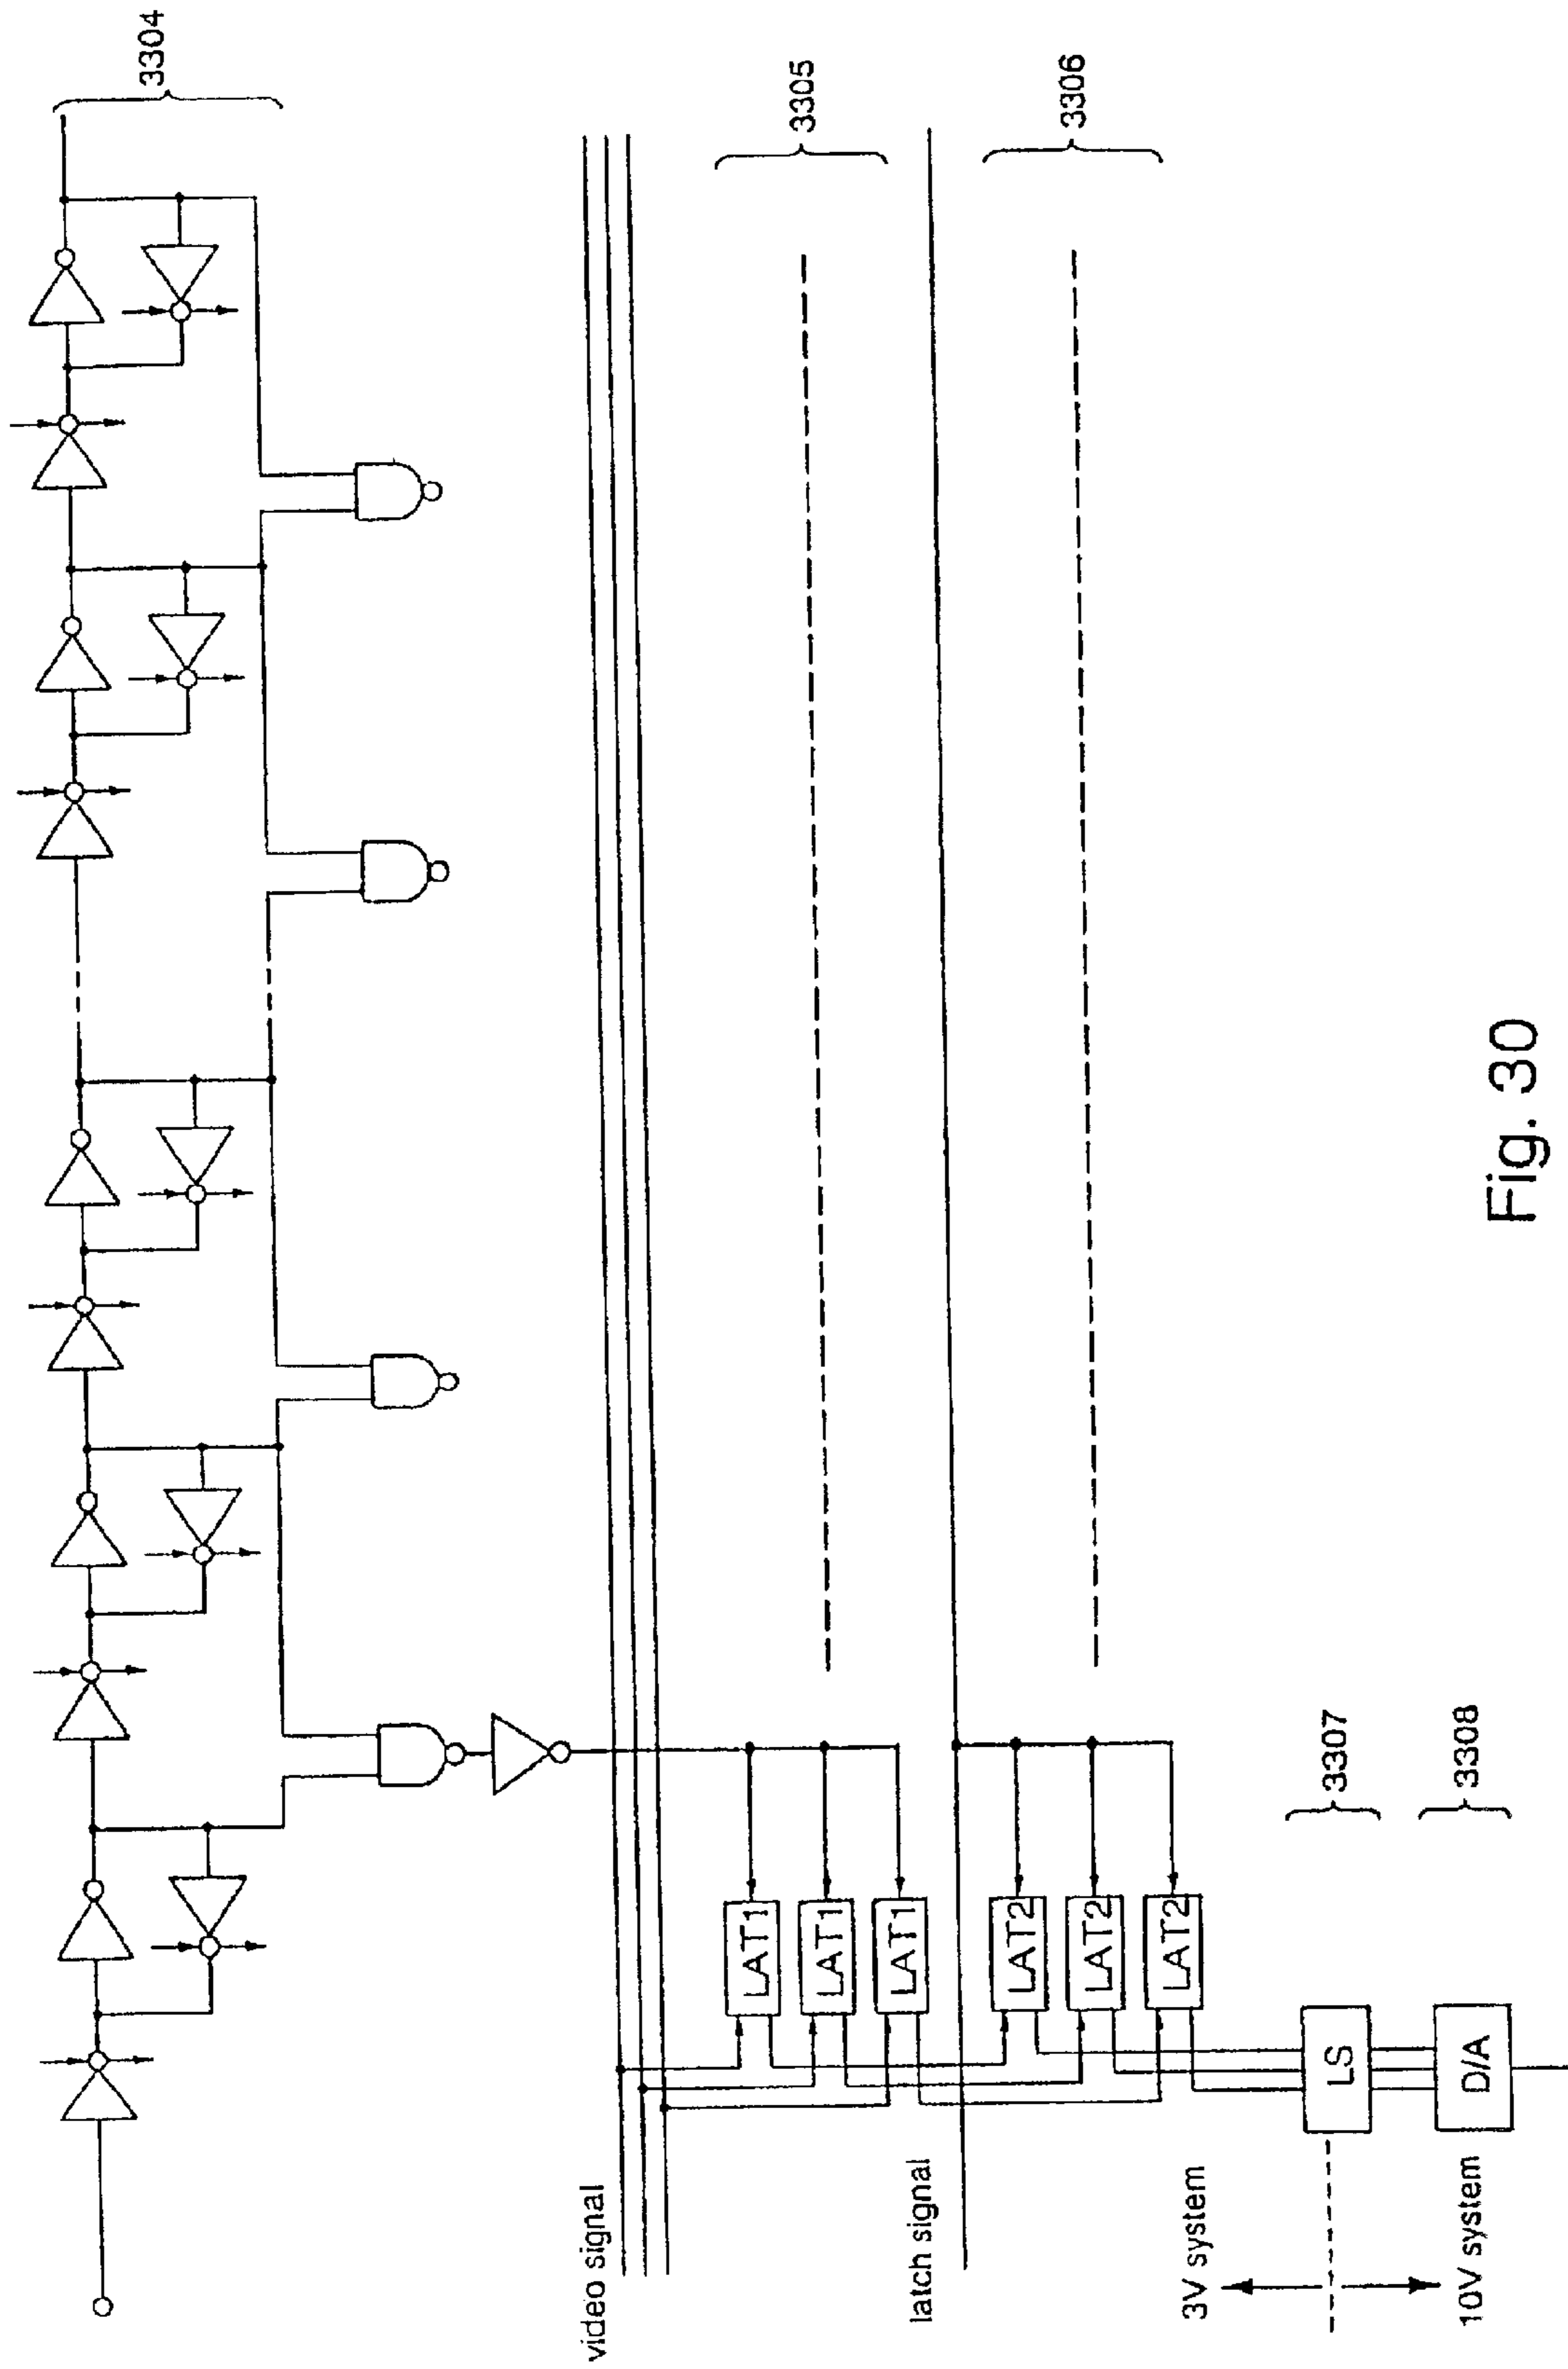 3304
video signal
3305
LAT1
LAT1
LAT1
latch signal
3306
LAT2
LAT2
LAT2
3V system
3307
LS
10V system
3308
D/A
Fig. 30